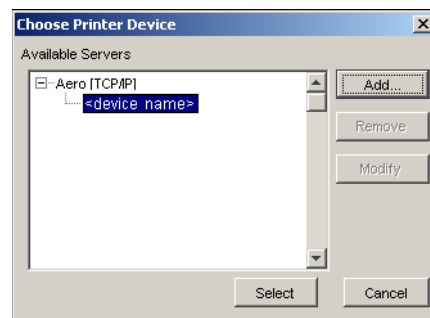 Choose Printer Device
Available Servers
Aero [TCP/IP]
<device name>
Add...
Remove
Modify
Select
Cancel